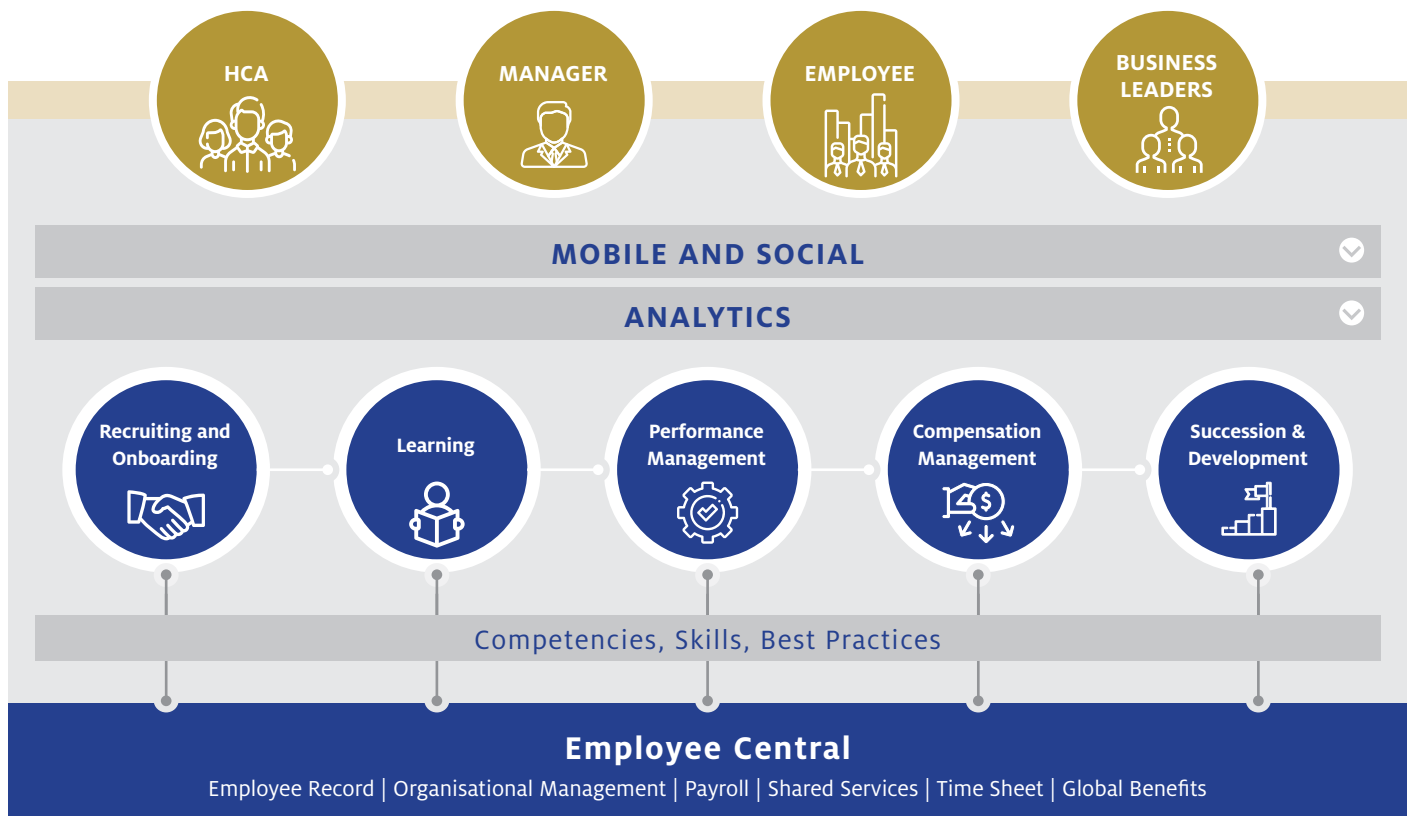 HCA
MANAGER
EMPLOYEE
BUSINESS
LEADERS
MOBILE AND SOCIAL
ANALYTICS
Recruiting and
Onboarding
Learning
Performance
Management
Compensation
Management
$
Succession &
Development
Competencies, Skills, Best Practices
Employee Central
Employee Record | Organisational Management | Payroll | Shared Services | Time Sheet | Global Benefits